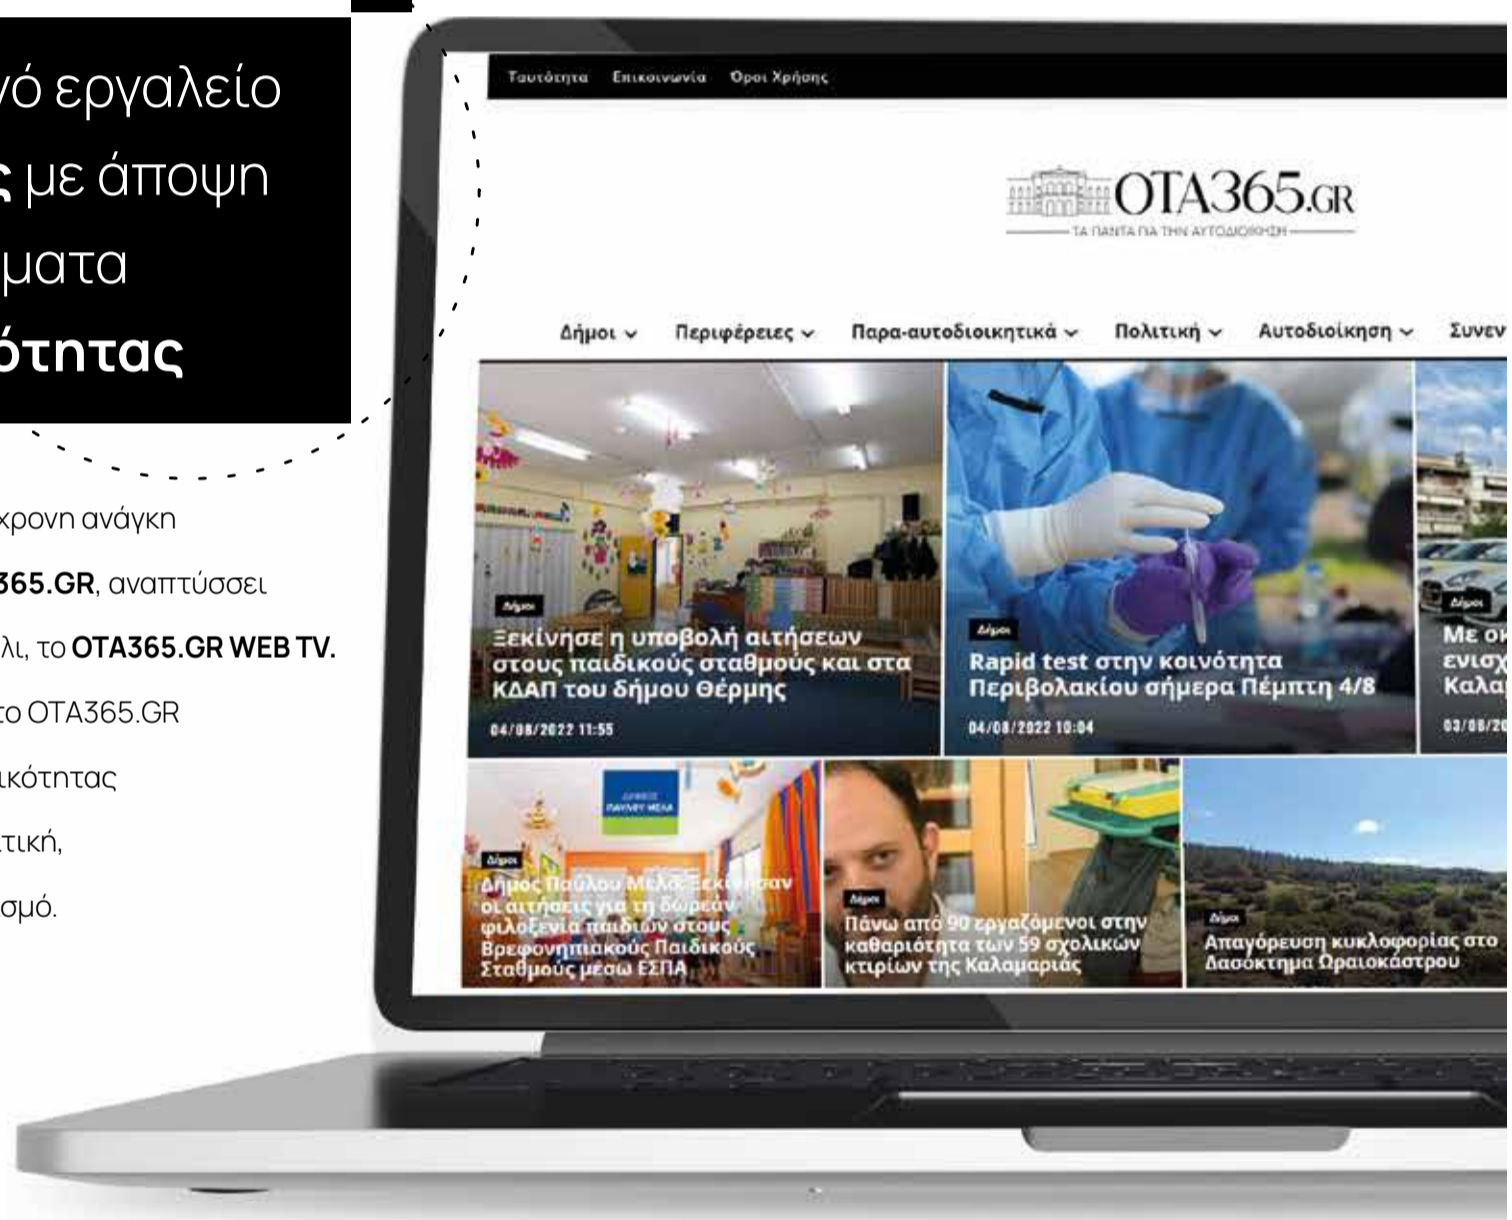 γό εργαλείο
ς με άποψη
ματα
ότητας
χρονη ανάγκη
365.GR, αναπτύσσει
λι, το OTA365.GR WEB TV.
το OTA365.GR
ικότητας
τική,
σμό.
Ταυτότητα Επικοινωνία Όροι Χρήσης
OTA365.GR
ΤΑ ΠΑΝΤΑ ΓΙΑ ΤΗΝ ΑΥΤΟΔΙΟΙΚΗΣΗ
Δήμοι Περιφέρειες Παρα-αυτοδιοικητικά Πολιτική Αυτοδιοίκηση Συνεν
Δήμοι
Ξεκίνησε η υποβολή αιτήσεων
στους παιδικούς σταθμούς και στα
ΚΔΑΠ του δήμου Θέρμης
04/08/2022 11:55
Δήμοι
Rapid test στην κοινότητα
Περιβολακίου σήμερα Πέμπτη 4/8
04/08/2022 10:04
Δήμοι
Με οκ
ενισχ
Καλα
03/08/20
ΔΗΜΟΣ
ΠΑΥΛΟΥ ΜΕΛΑ
Δήμοι
Δήμος Παύλου Μελά: Ξεκίνησαν
οι αιτήσεις για τη δωρεάν
φιλοξενία παιδιών στους
Βρεφονηπιακούς Παιδικούς
Σταθμούς μέσω ΕΣΠΑ
Δήμοι
Πάνω από 90 εργαζόμενοι στην
καθαριότητα των 59 σχολικών
κτιρίων της Καλαμαριάς
Δήμοι
Απαγόρευση κυκλοφορίας στο
Δασόκτημα Ωραιοκάστρου